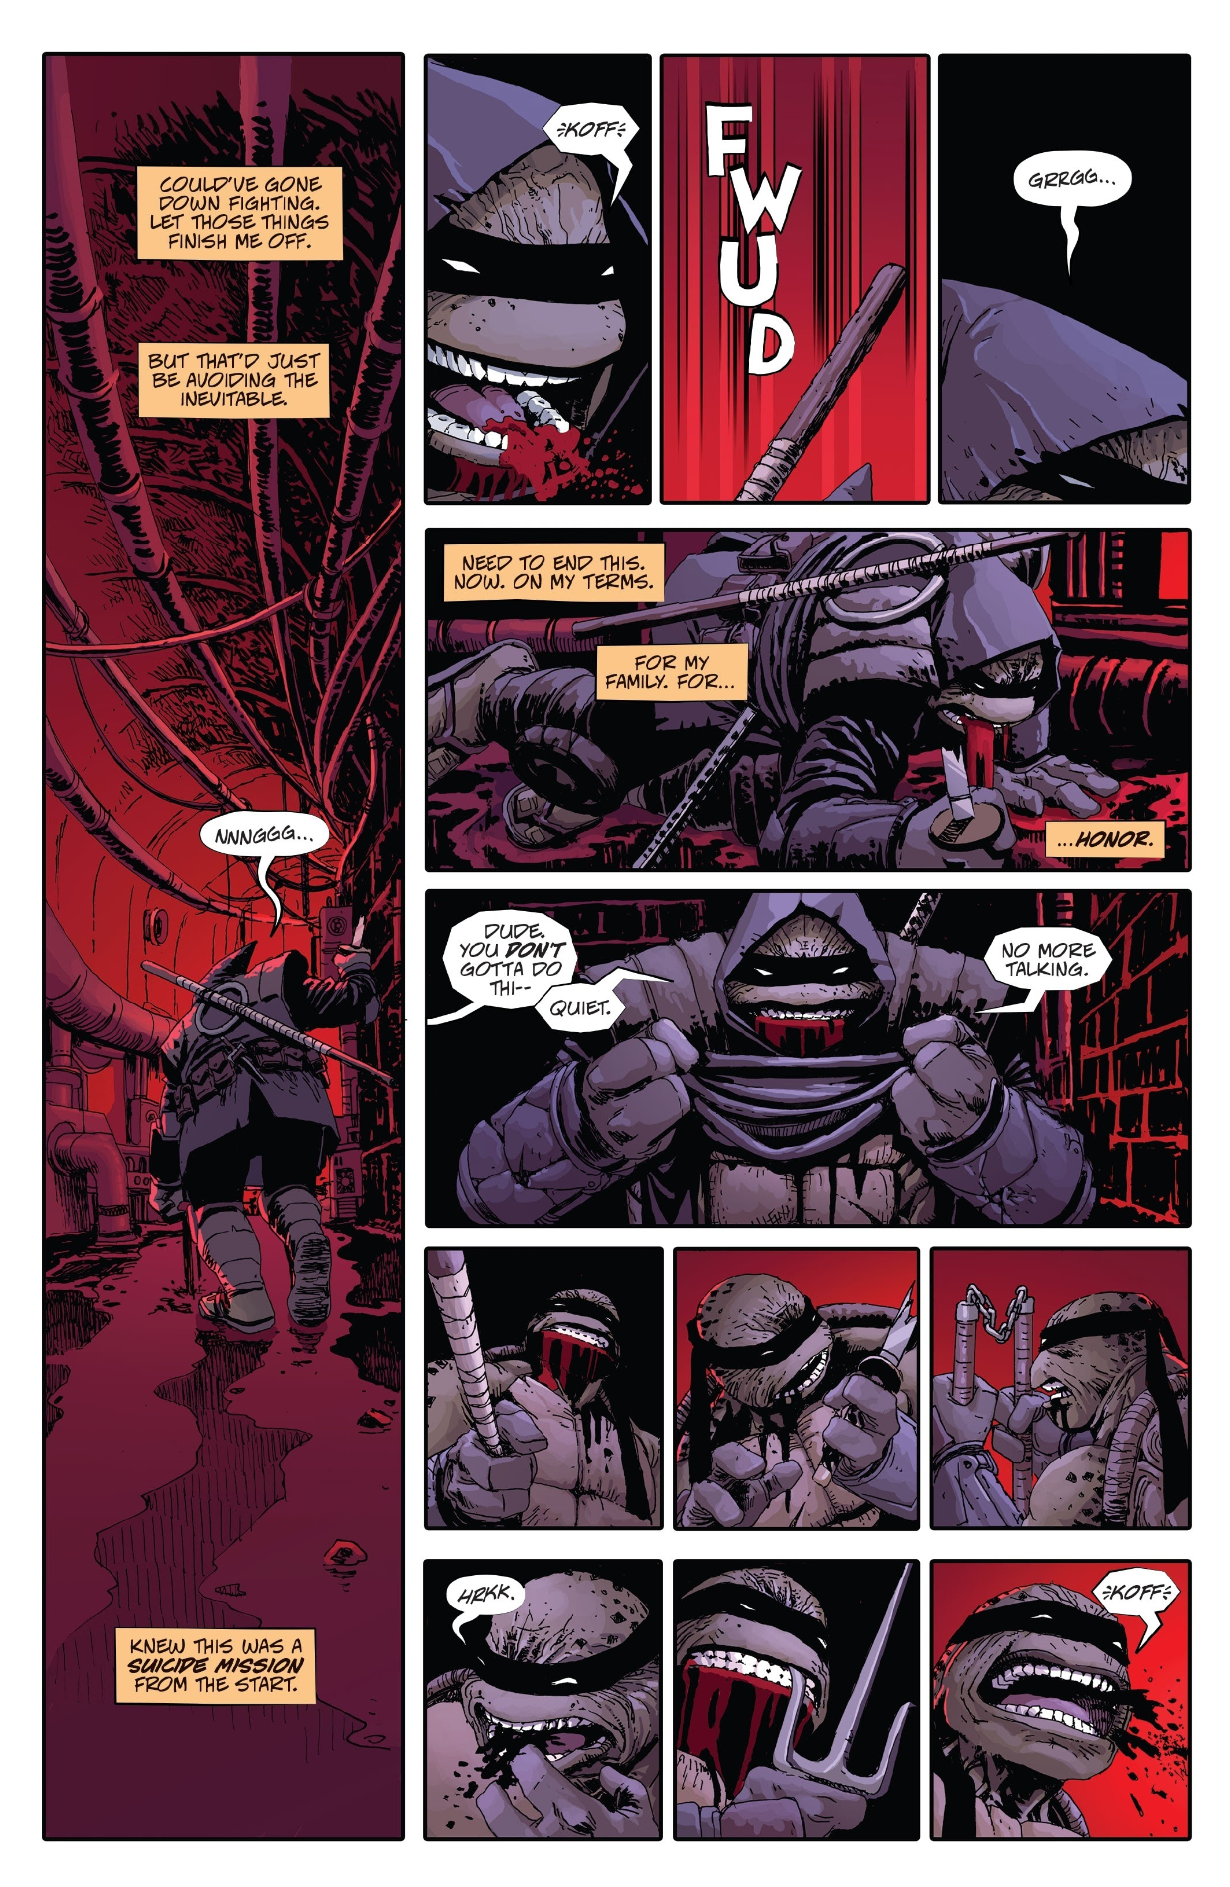 COULD'VE GONE
DOWN FIGHTING.
LET THOSE THINGS
FINISH ME OFF.
BUT THAT'D JUST
BE AVOIDING THE
INEVITABLE.
NNNGGG...
KNEW THIS WAS A
SUICIDE MISSION
FROM THE START.
KOFF
FWUD
GRRGG...
NEED TO END THIS.
NOW. ON MY TERMS.
FOR MY
FAMILY. FOR...
...HONOR.
DUDE.
YOU DON'T
GOTTA DO
THI--
QUIET.
NO MORE
TALKING.
HRKK.
KOFF